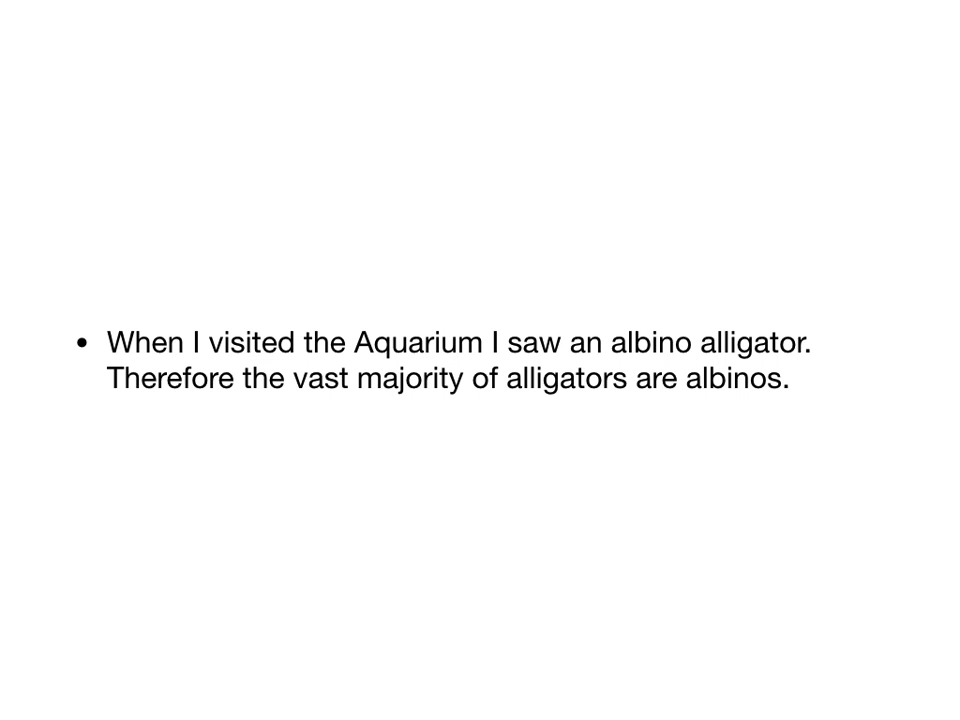 • When I visited the Aquarium I saw an albino alligator.
Therefore the vast majority of alligators are albinos.